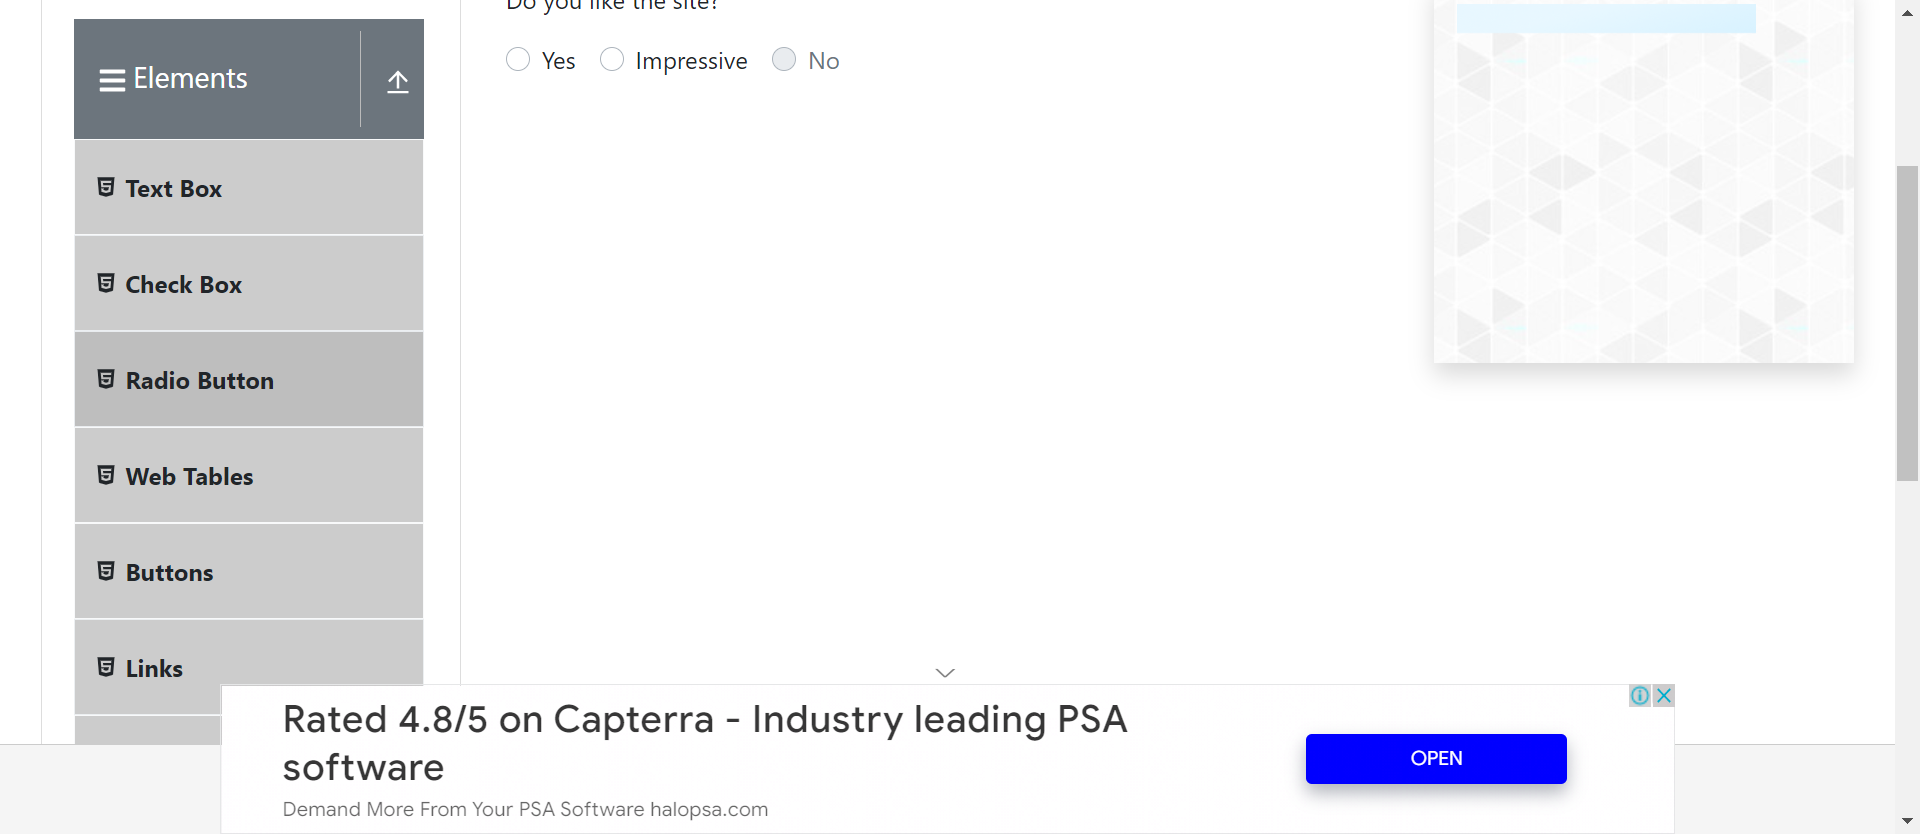 Do you like the site?
Yes
Impressive
No
Elements
Text Box
Check Box
Radio Button
Web Tables
Buttons
Links
Rated 4.8/5 on Capterra - Industry leading PSA
software
Demand More From Your PSA Software halopsa.com
OPEN